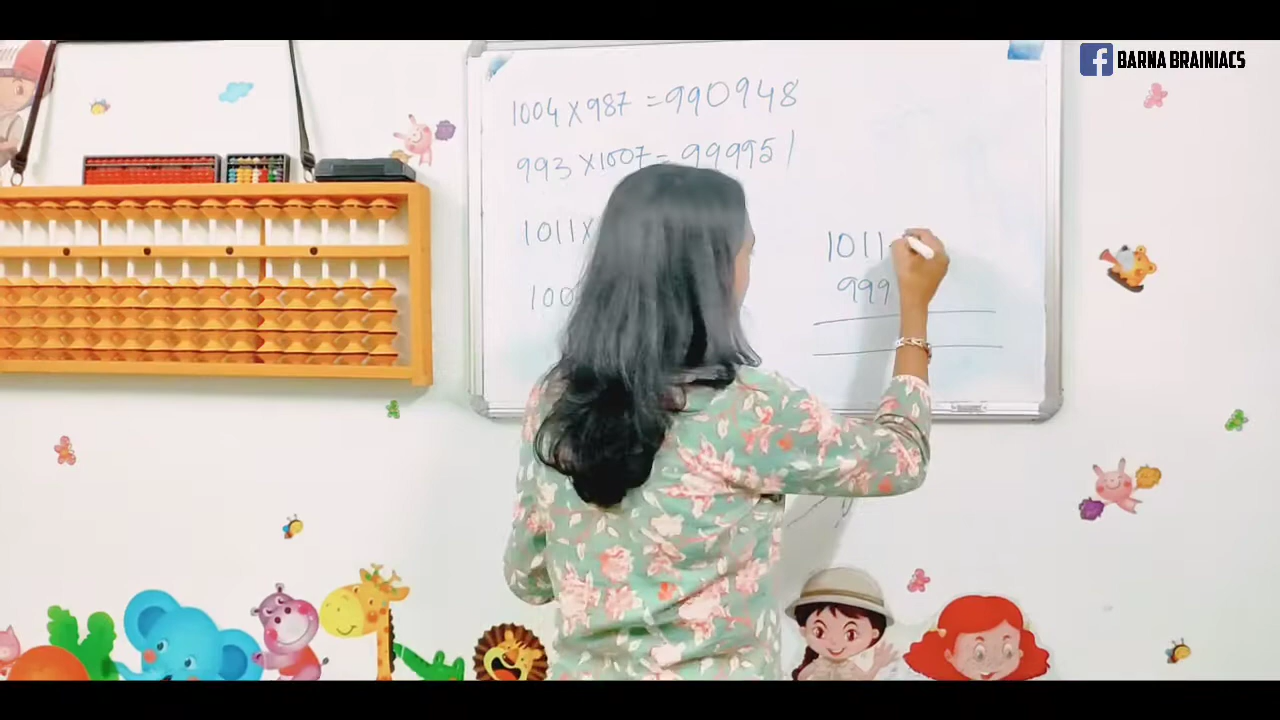 BARNA BRAINIACS
1004 X 987 = 990948
993 X 1007 = 999951
1011 X
100
1011
999